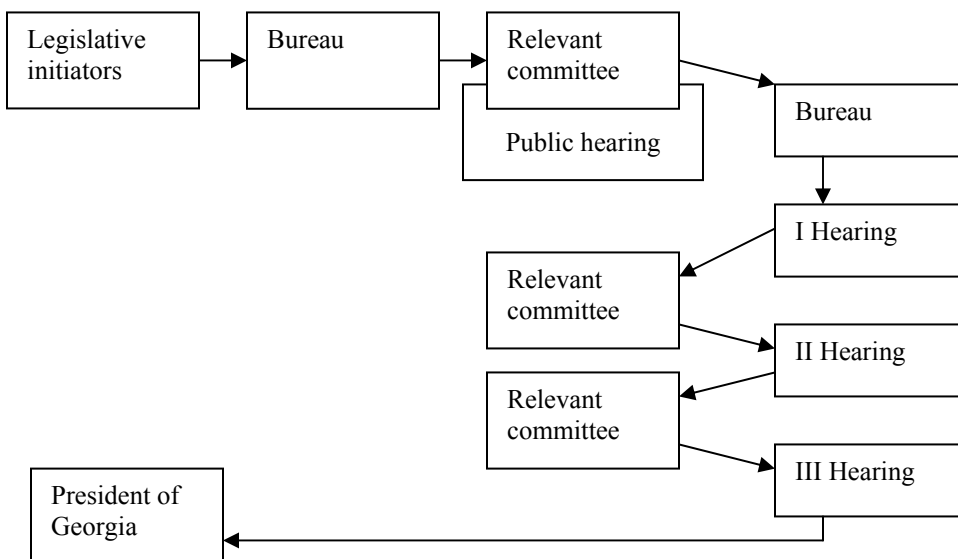 Legislative
initiators
Bureau
Relevant
committee
Public hearing
Bureau
I Hearing
Relevant
committee
II Hearing
Relevant
committee
III Hearing
President of
Georgia